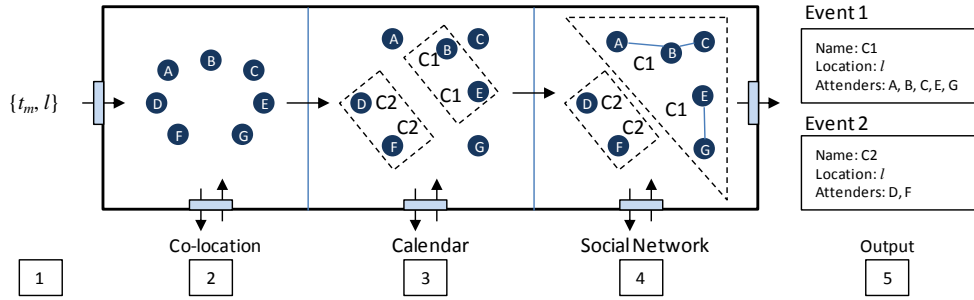 Event 1
Name: C1
Location: l
Attenders: A, B, C, E, G
Event 2
Name: C2
Location: l
Attenders: D, F
{tm, l}
A
B
C
D
E
F
G
A
B
C
C1
D
C2
E
C1
C2
F
G
A
B
C
C1
D
C2
E
C1
C2
F
G
Co-location
Calendar
Social Network
Output
1
2
3
4
5